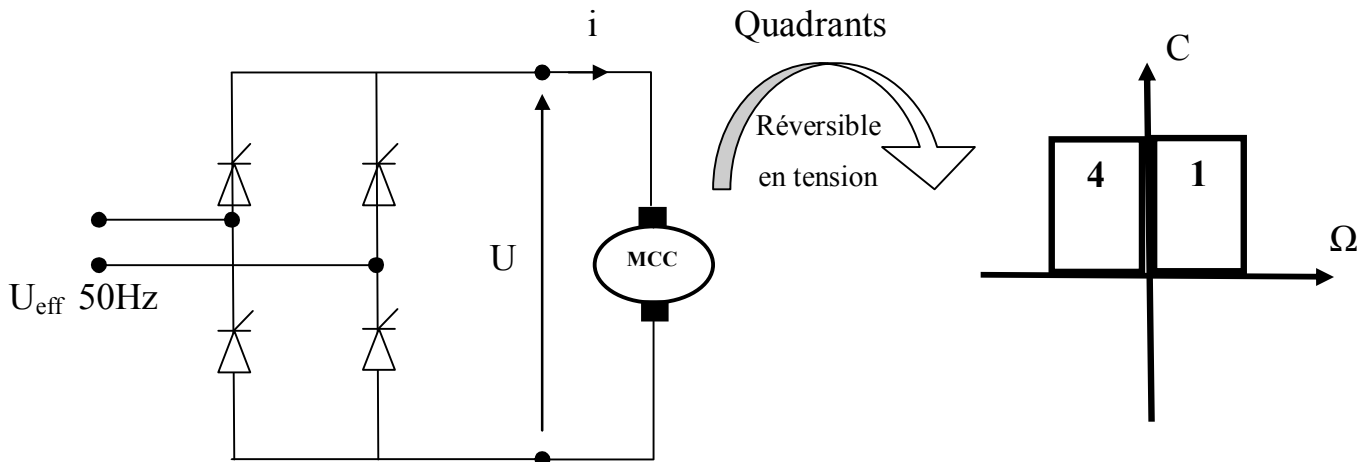 i
Quadrants
C
Réversible
en tension
4
1
U
MCC
Ω
Ueff 50Hz